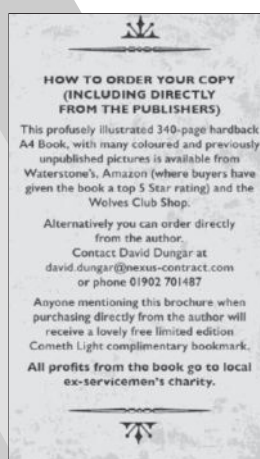 HOW TO ORDER YOUR COPY
(INCLUDING DIRECTLY
FROM THE PUBLISHERS)
This profusely illustrated 340-page hardback
A4 Book, with many coloured and previously
unpublished pictures is available from
Waterstone's, Amazon (where buyers have
given the book a top 5 Star rating) and the
Wolves Club Shop.
Alternatively you can order directly
from the author.
Contact David Dungar at
david.dungar@nexus-contract.com
or phone 01902 701487
Anyone mentioning this brochure when
purchasing directly from the author will
receive a lovely free limited edition
Cometh Light complimentary bookmark.
All profits from the book go to local
ex-servicemen's charity.